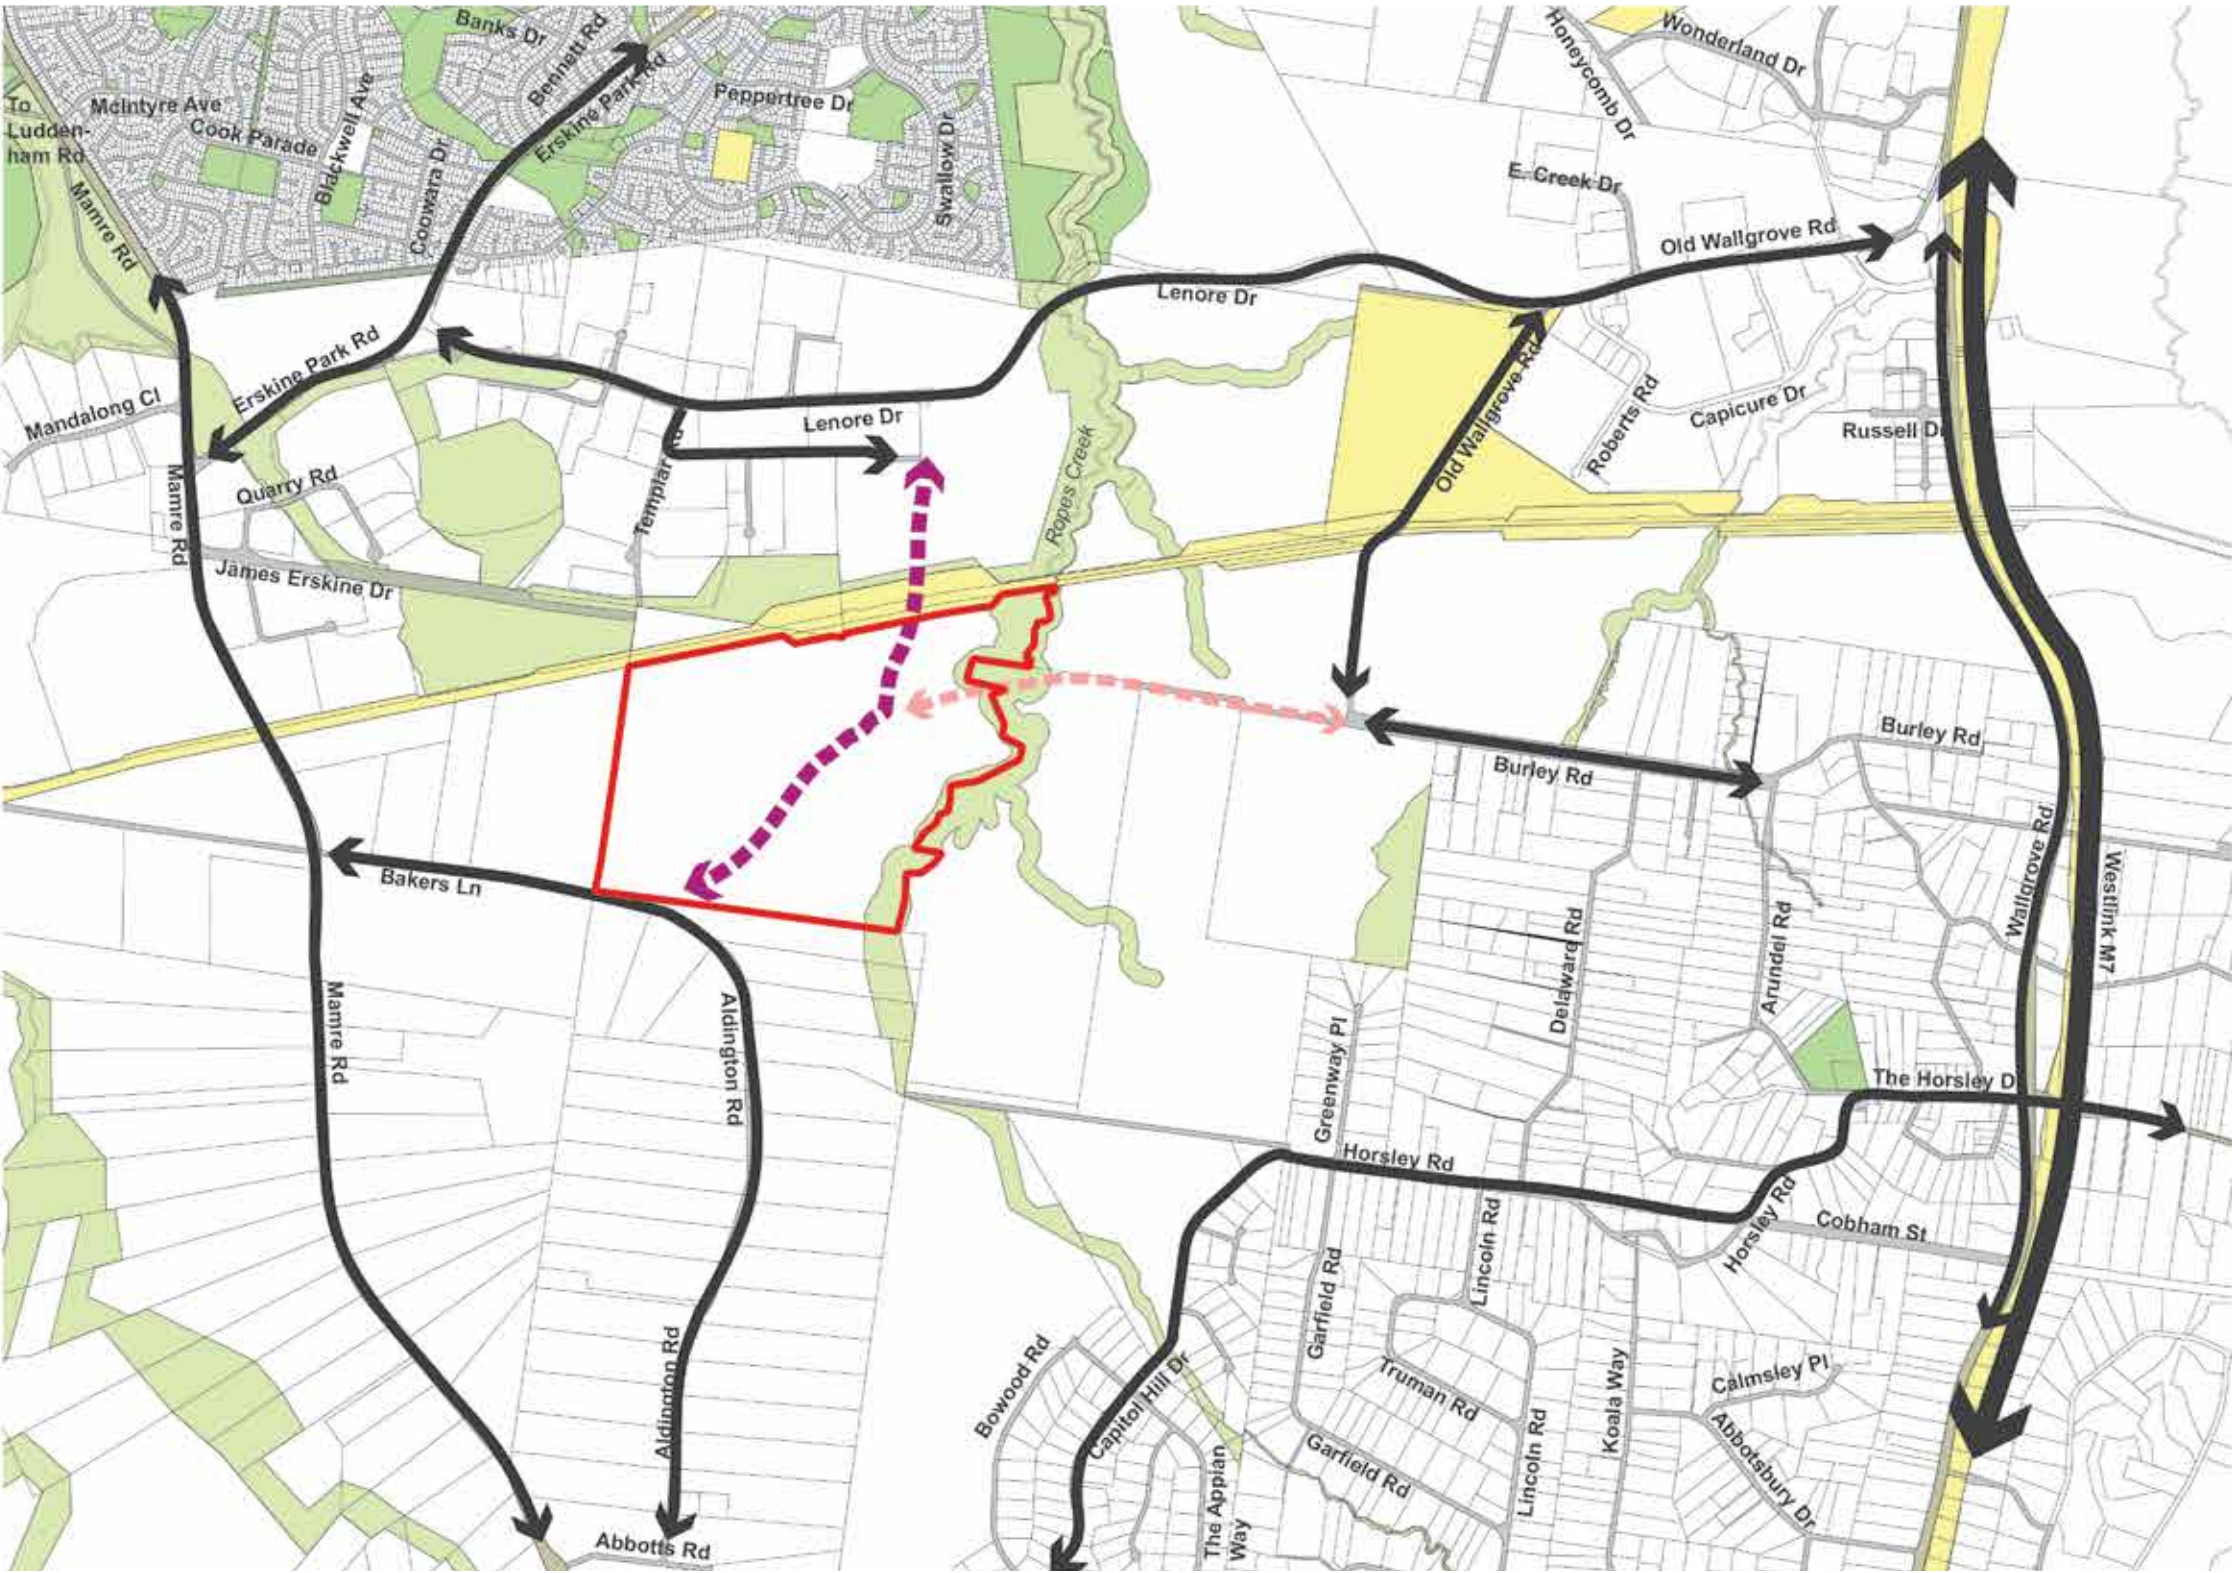 Banks Dr
Bennett Rd
Erskine Park Rd
Peppertree Dr
Honeycomb Dr
Wonderland Dr
To
Ludden-
ham Rd
McIntyre Ave
Cook Parade
Blackwell Ave
Coowara Dr
Swallow Dr
E. Creek Dr
Mamre Rd
Old Wallgrove Rd
Lenore Dr
Erskine Park Rd
Mandalong Cl
Lenore Dr
Old Wallgrove Rd
Roberts Rd
Capicure Dr
Russell Dr
Quarry Rd
Mamre Rd
Templar Rd
Ropes Creek
James Erskine Dr
Burley Rd
Burley Rd
Bakers Ln
Wallgrove Rd
Westlink M7
Delaware Rd
Arundel Rd
Mamre Rd
Aldington Rd
Greenway Pl
The Horsley D
Horsley Rd
Horsley Rd
Cobham St
Lincoln Rd
Garfield Rd
Aldington Rd
Bowood Rd
Capitol Hill Dr
Truman Rd
Koala Way
Calmsley Pl
Abbotsbury Dr
Garfield Rd
Lincoln Rd
The Appian
Way
Abbotts Rd